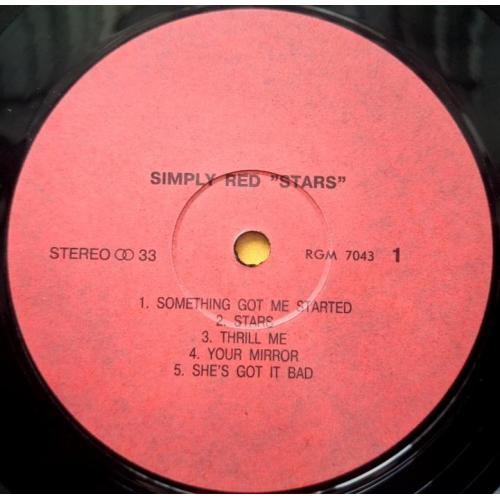 SIMPLY RED "STARS"
STEREO ꝏ 33 RGM 7043 1
1. SOMETHING GOT ME STARTED
2. STARS
3. THRILL ME
4. YOUR MIRROR
5. SHE'S GOT IT BAD